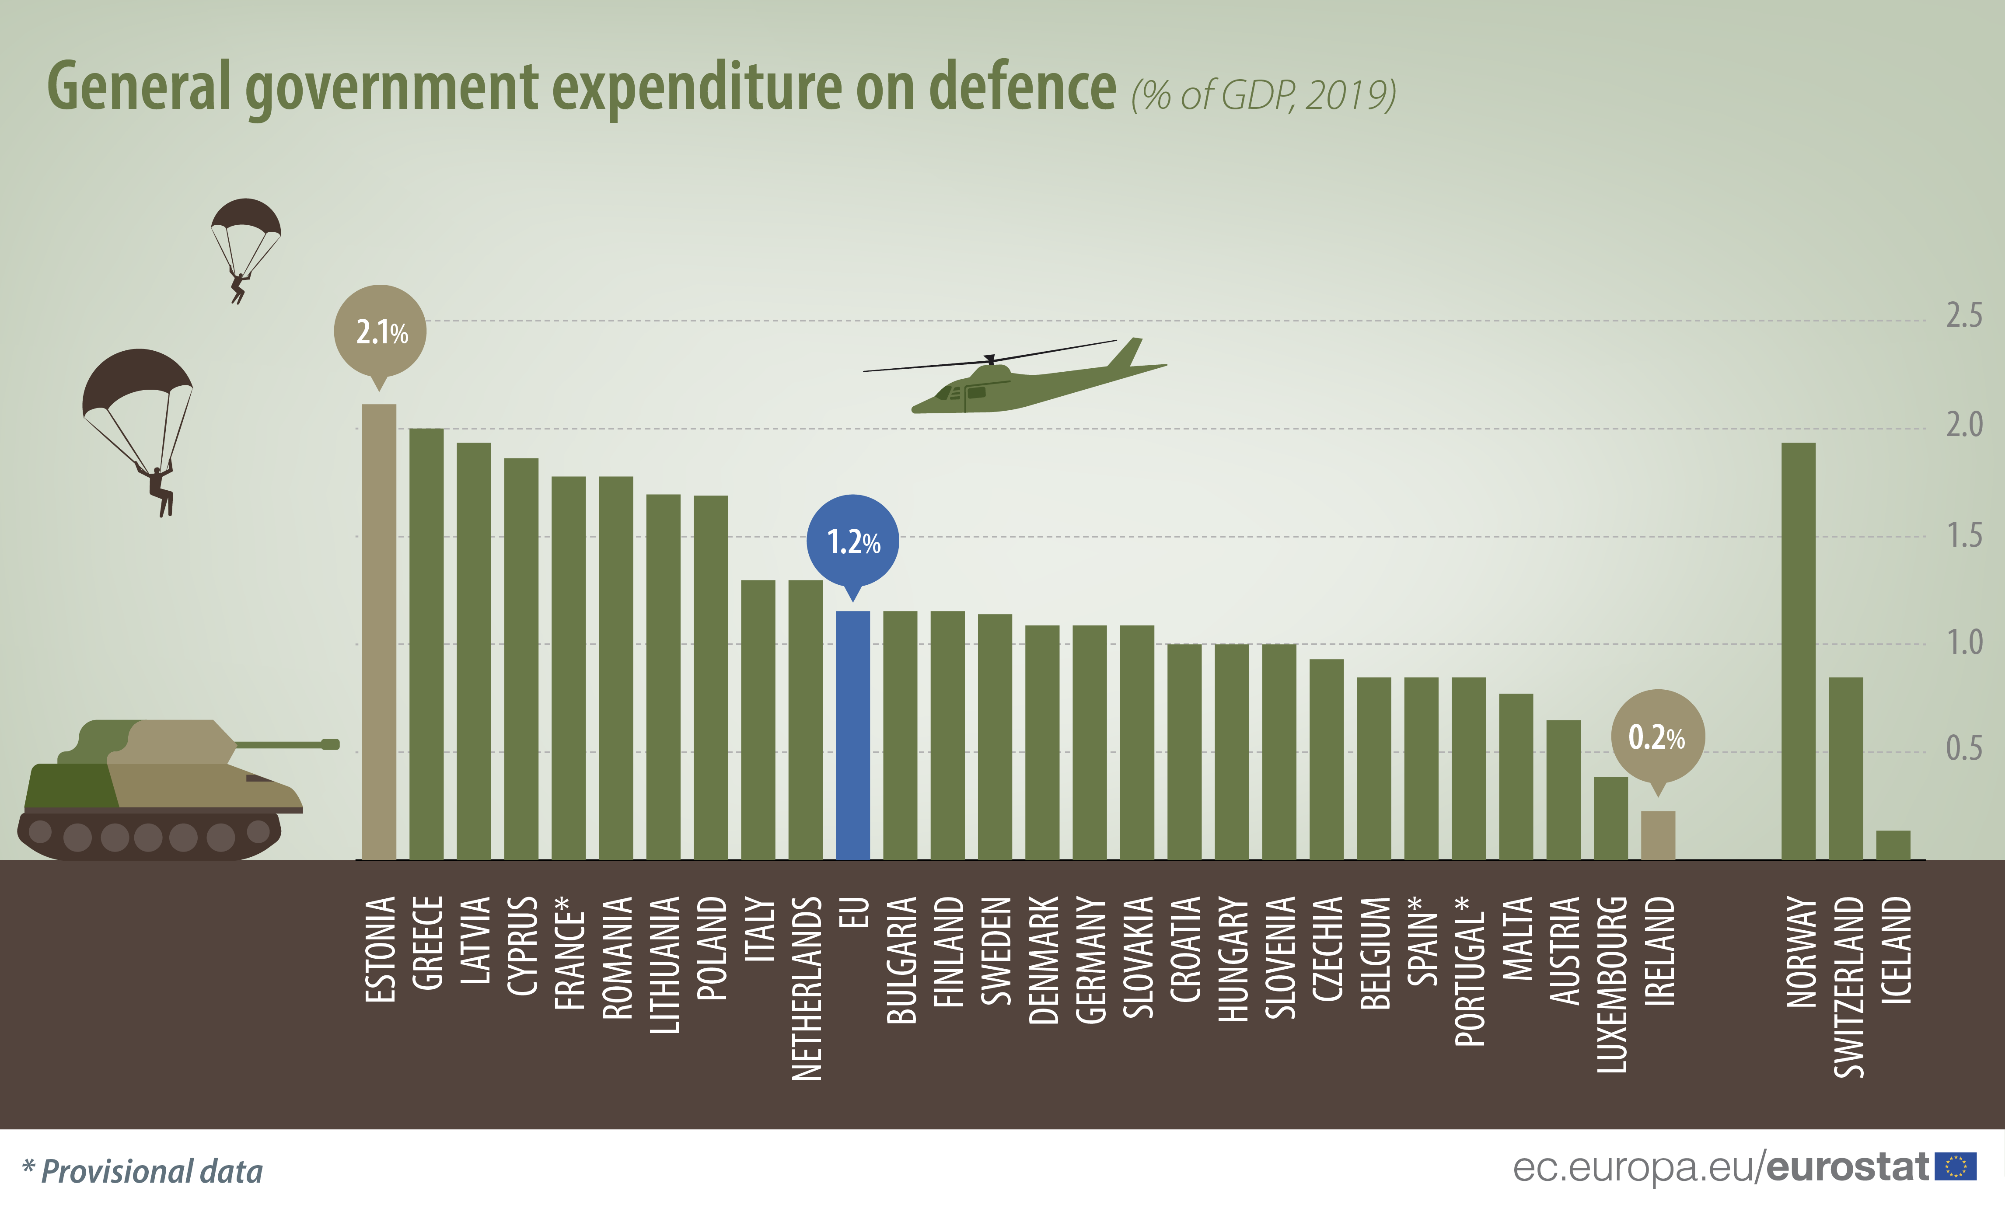 General government expenditure on defence (% of GDP, 2019)
2.1%
1.2%
0.2%
2.5
2.0
1.5
1.0
0.5
ESTONIA
GREECE
LATVIA
CYPRUS
FRANCE*
ROMANIA
LITHUANIA
POLAND
ITALY
NETHERLANDS
EU
BULGARIA
FINLAND
SWEDEN
DENMARK
GERMANY
SLOVAKIA
CROATIA
HUNGARY
SLOVENIA
CZECHIA
BELGIUM
SPAIN*
PORTUGAL*
MALTA
AUSTRIA
LUXEMBOURG
IRELAND
NORWAY
SWITZERLAND
ICELAND
* Provisional data
ec.europa.eu/eurostat